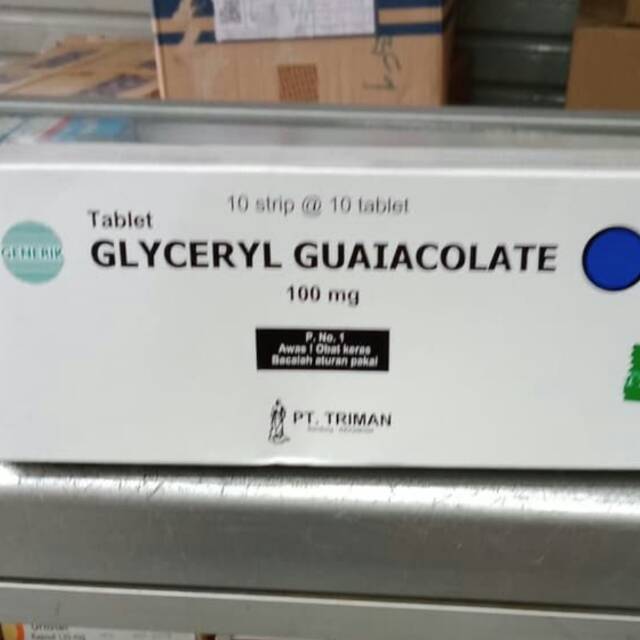 10 strip @ 10 tablet
Tablet
GENERIK
GLYCERYL GUAIACOLATE
100 mg
P. No. 1
Awas ! Obat keras
Bacalah aturan pakai
PT. TRIMAN